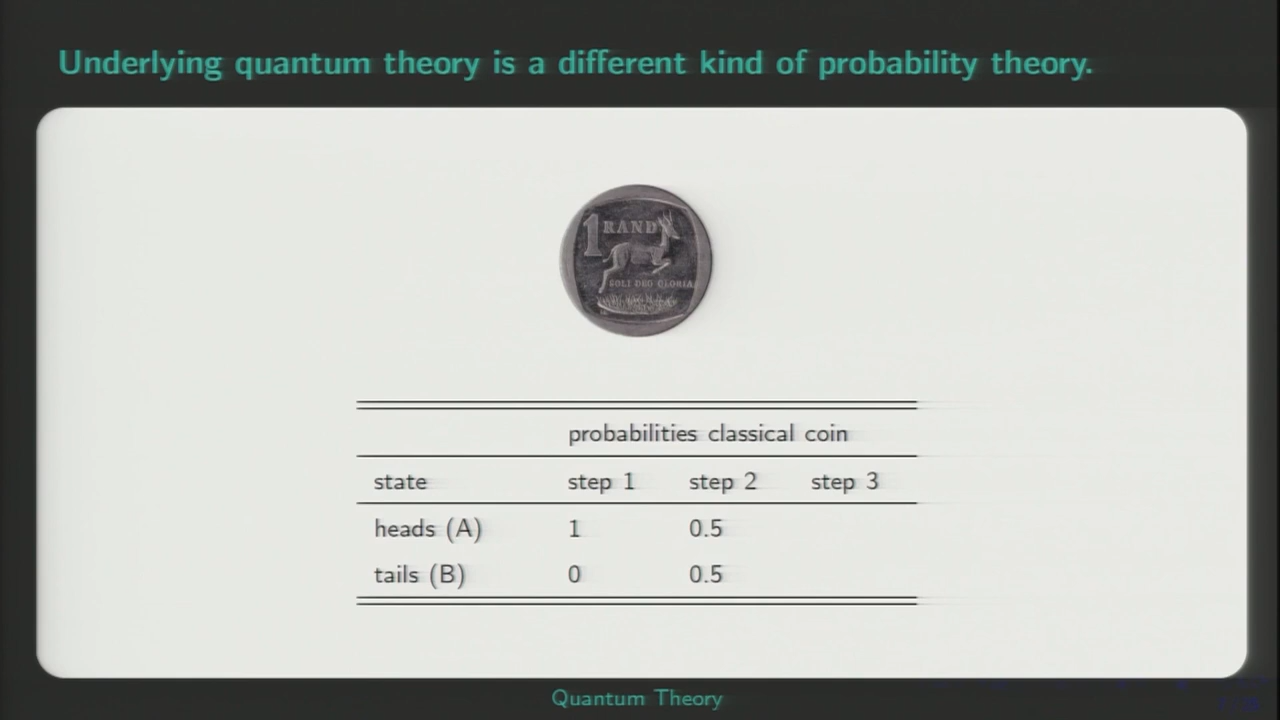 Underlying quantum theory is a different kind of probability theory.
1 RAND
SOLI DEO GLORIA
probabilities classical coin
state step 1 step 2 step 3
heads (A) 1 0.5
tails (B) 0 0.5
Quantum Theory